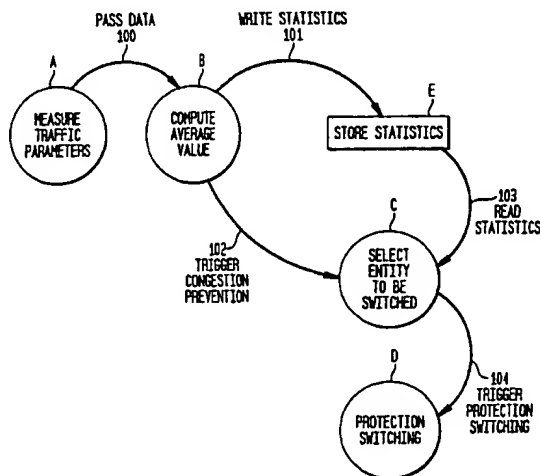 PASS DATA
100
WRITE STATISTICS
101
A
B
E
MEASURE
TRAFFIC
PARAMETERS
COMPUTE
AVERAGE
VALUE
STORE STATISTICS
103
READ
STATISTICS
C
102
TRIGGER
CONGESTION
PREVENTION
SELECT
ENTITY
TO BE
SWITCHED
D
104
TRIGGER
PROTECTION
SWITCHING
PROTECTION
SWITCHING